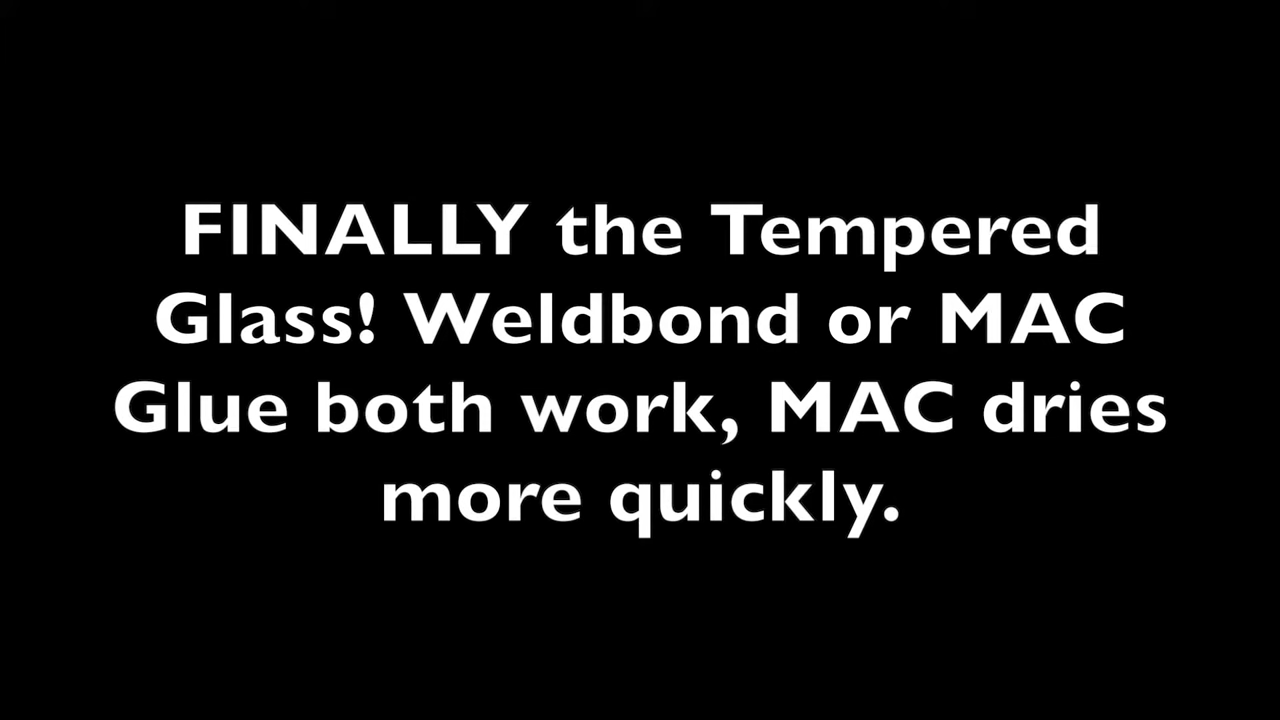 FINALLY the Tempered
Glass! Weldbond or MAC
Glue both work, MAC dries
more quickly.